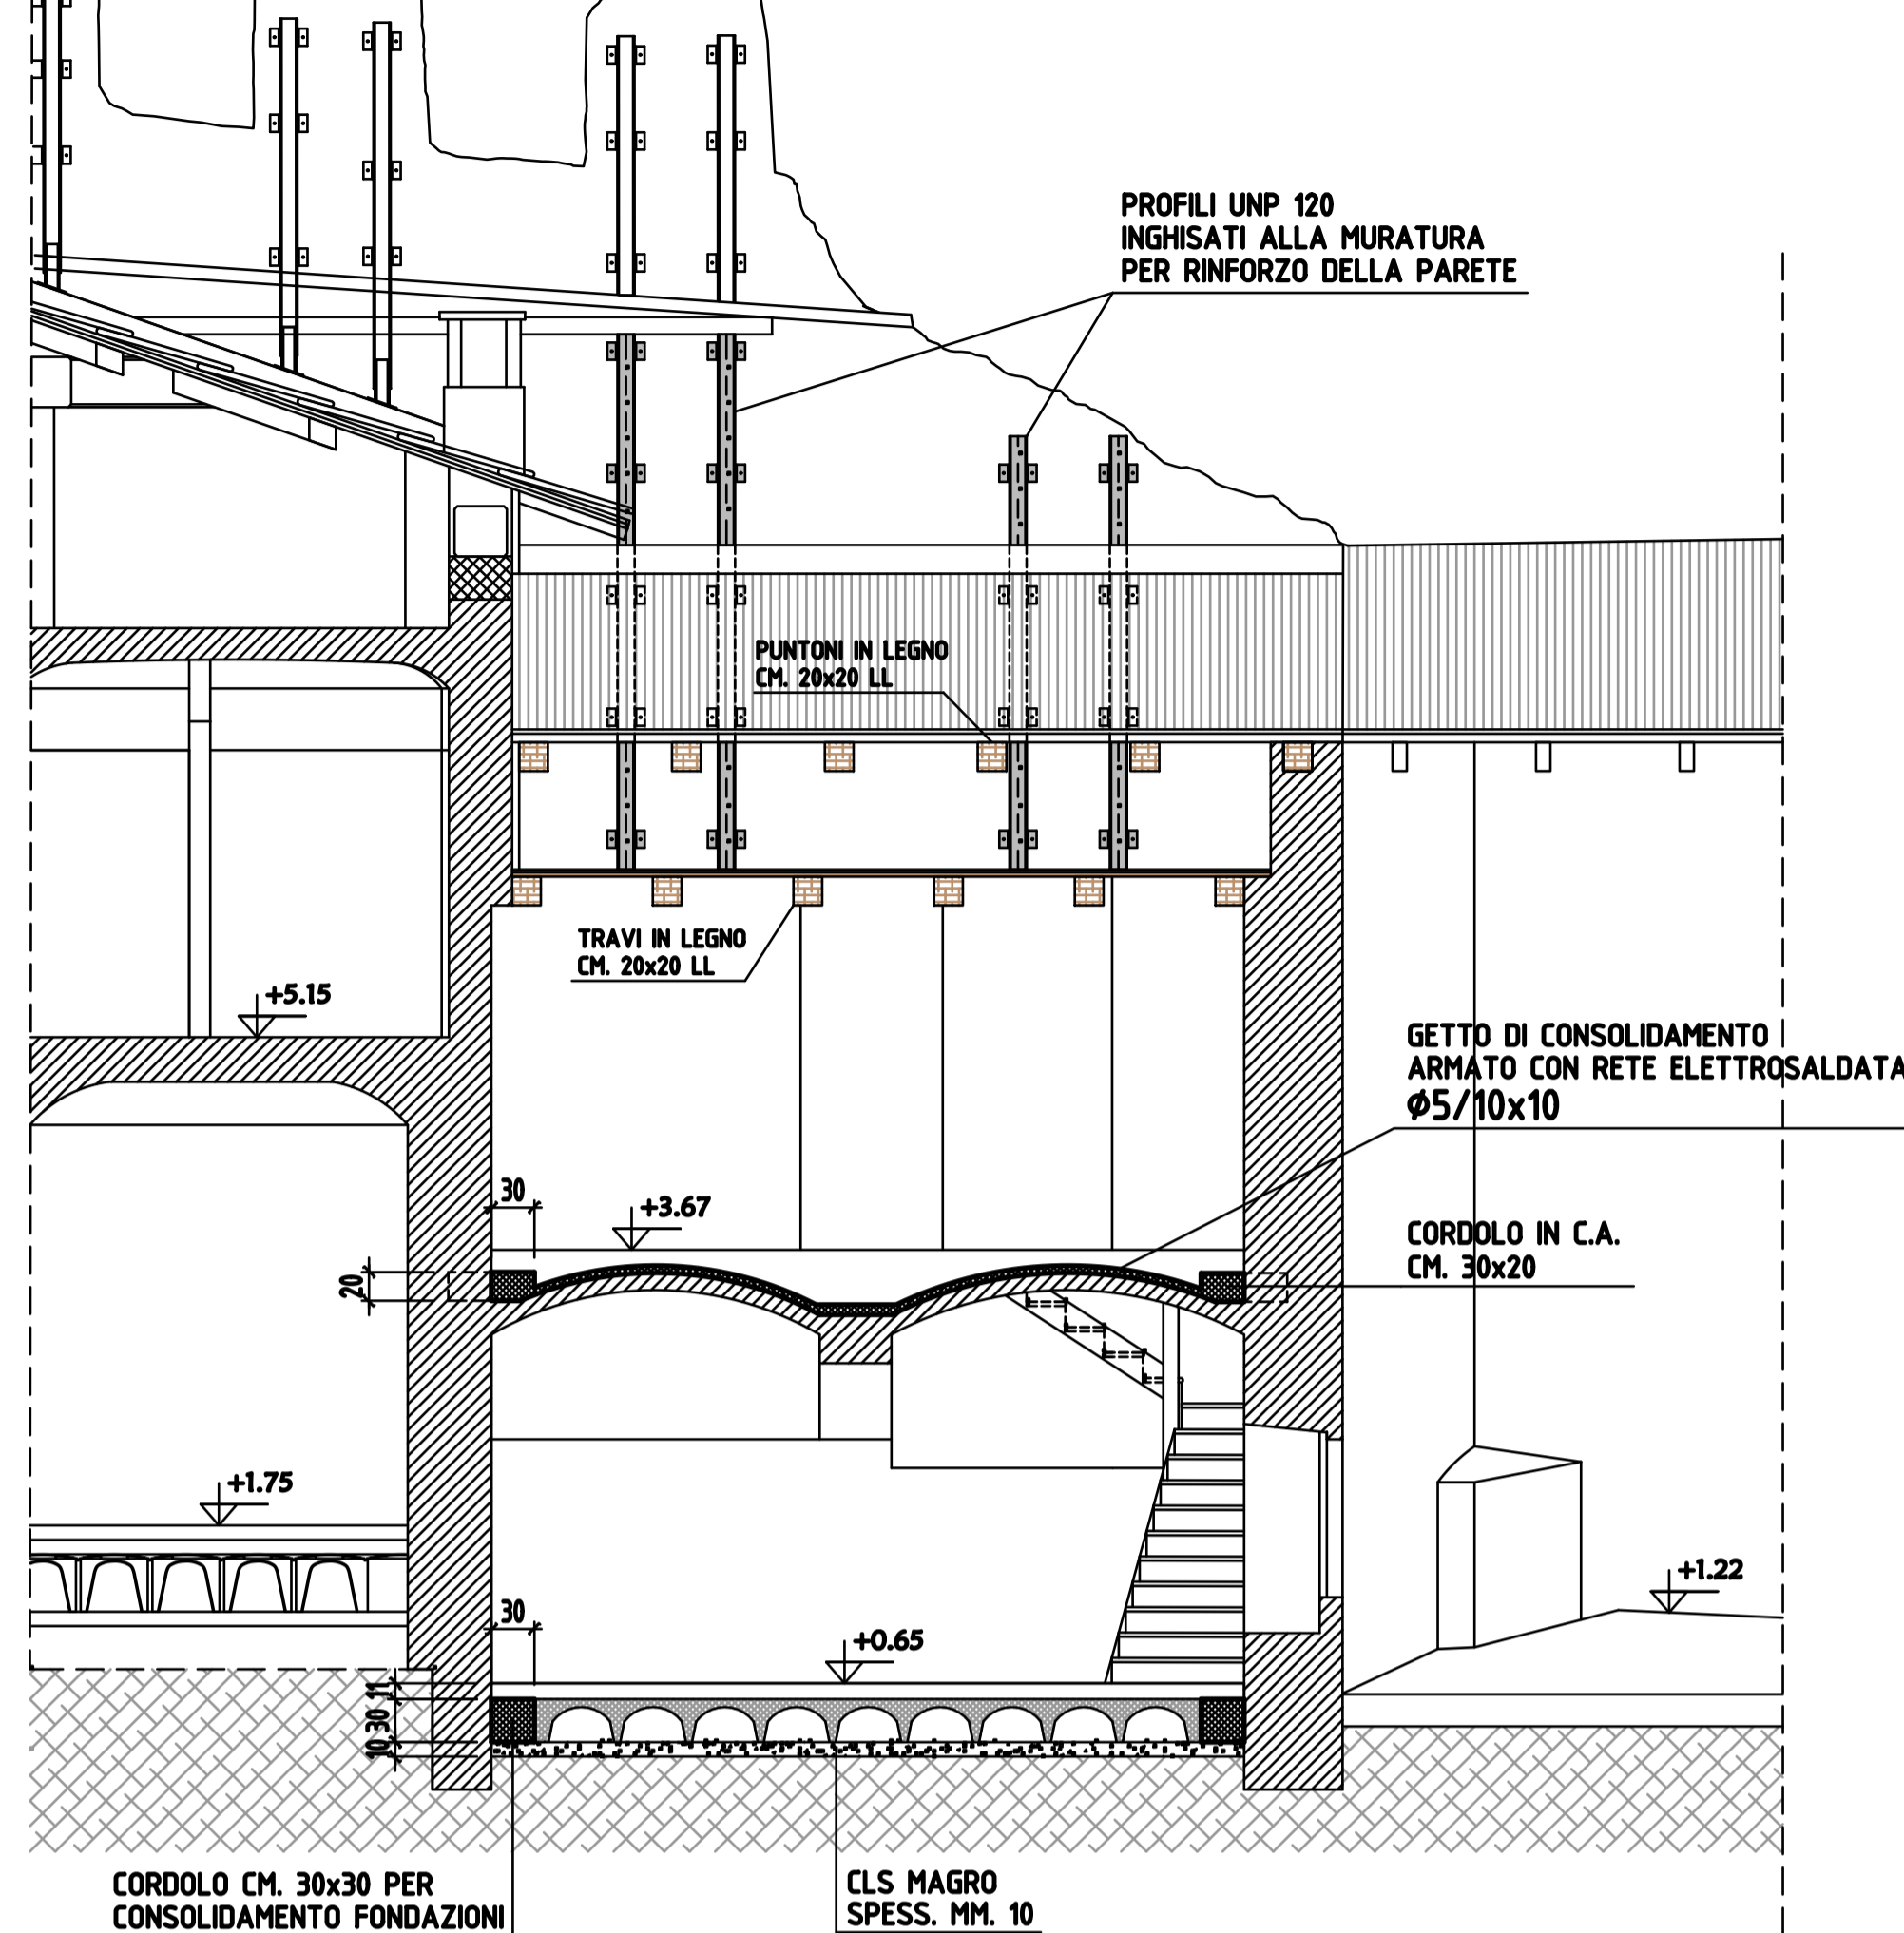 PROFILI UNP 120
INGHISATI ALLA MURATURA
PER RINFORZO DELLA PARETE
PUNTONI IN LEGNO
CM. 20x20 LL
TRAVI IN LEGNO
CM. 20x20 LL
+5.15
GETTO DI CONSOLIDAMENTO
ARMATO CON RETE ELETTROSALDATA
Ø5/10x10
30
+3.67
20
CORDOLO IN C.A.
CM. 30x20
+1.75
+1.22
30
+0.65
11
30
10
CORDOLO CM. 30x30 PER
CONSOLIDAMENTO FONDAZIONI
CLS MAGRO
SPESS. MM. 10